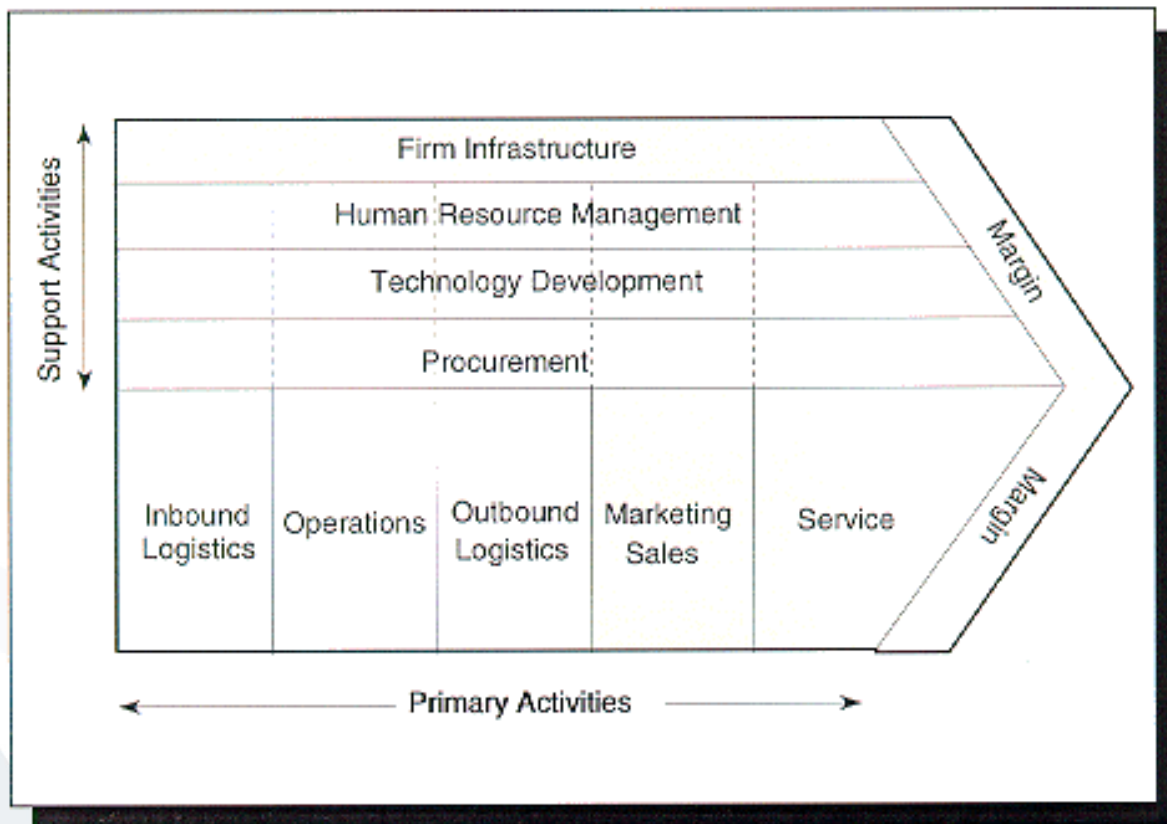 Support Activities
Firm Infrastructure
Human Resource Management
Technology Development
Procurement
Margin
Inbound
Logistics
Operations
Outbound
Logistics
Marketing
Sales
Service
Margin
Primary Activities